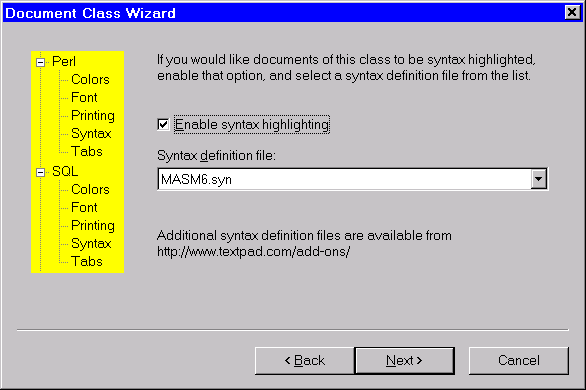 Document Class Wizard
Perl
Colors
Font
Printing
Syntax
Tabs
SQL
Colors
Font
Printing
Syntax
Tabs
If you would like documents of this class to be syntax highlighted,
enable that option, and select a syntax definition file from the list.
Enable syntax highlighting
Syntax definition file:
MASM6.syn
Additional syntax definition files are available from
http://www.textpad.com/add-ons/
< Back
Next >
Cancel